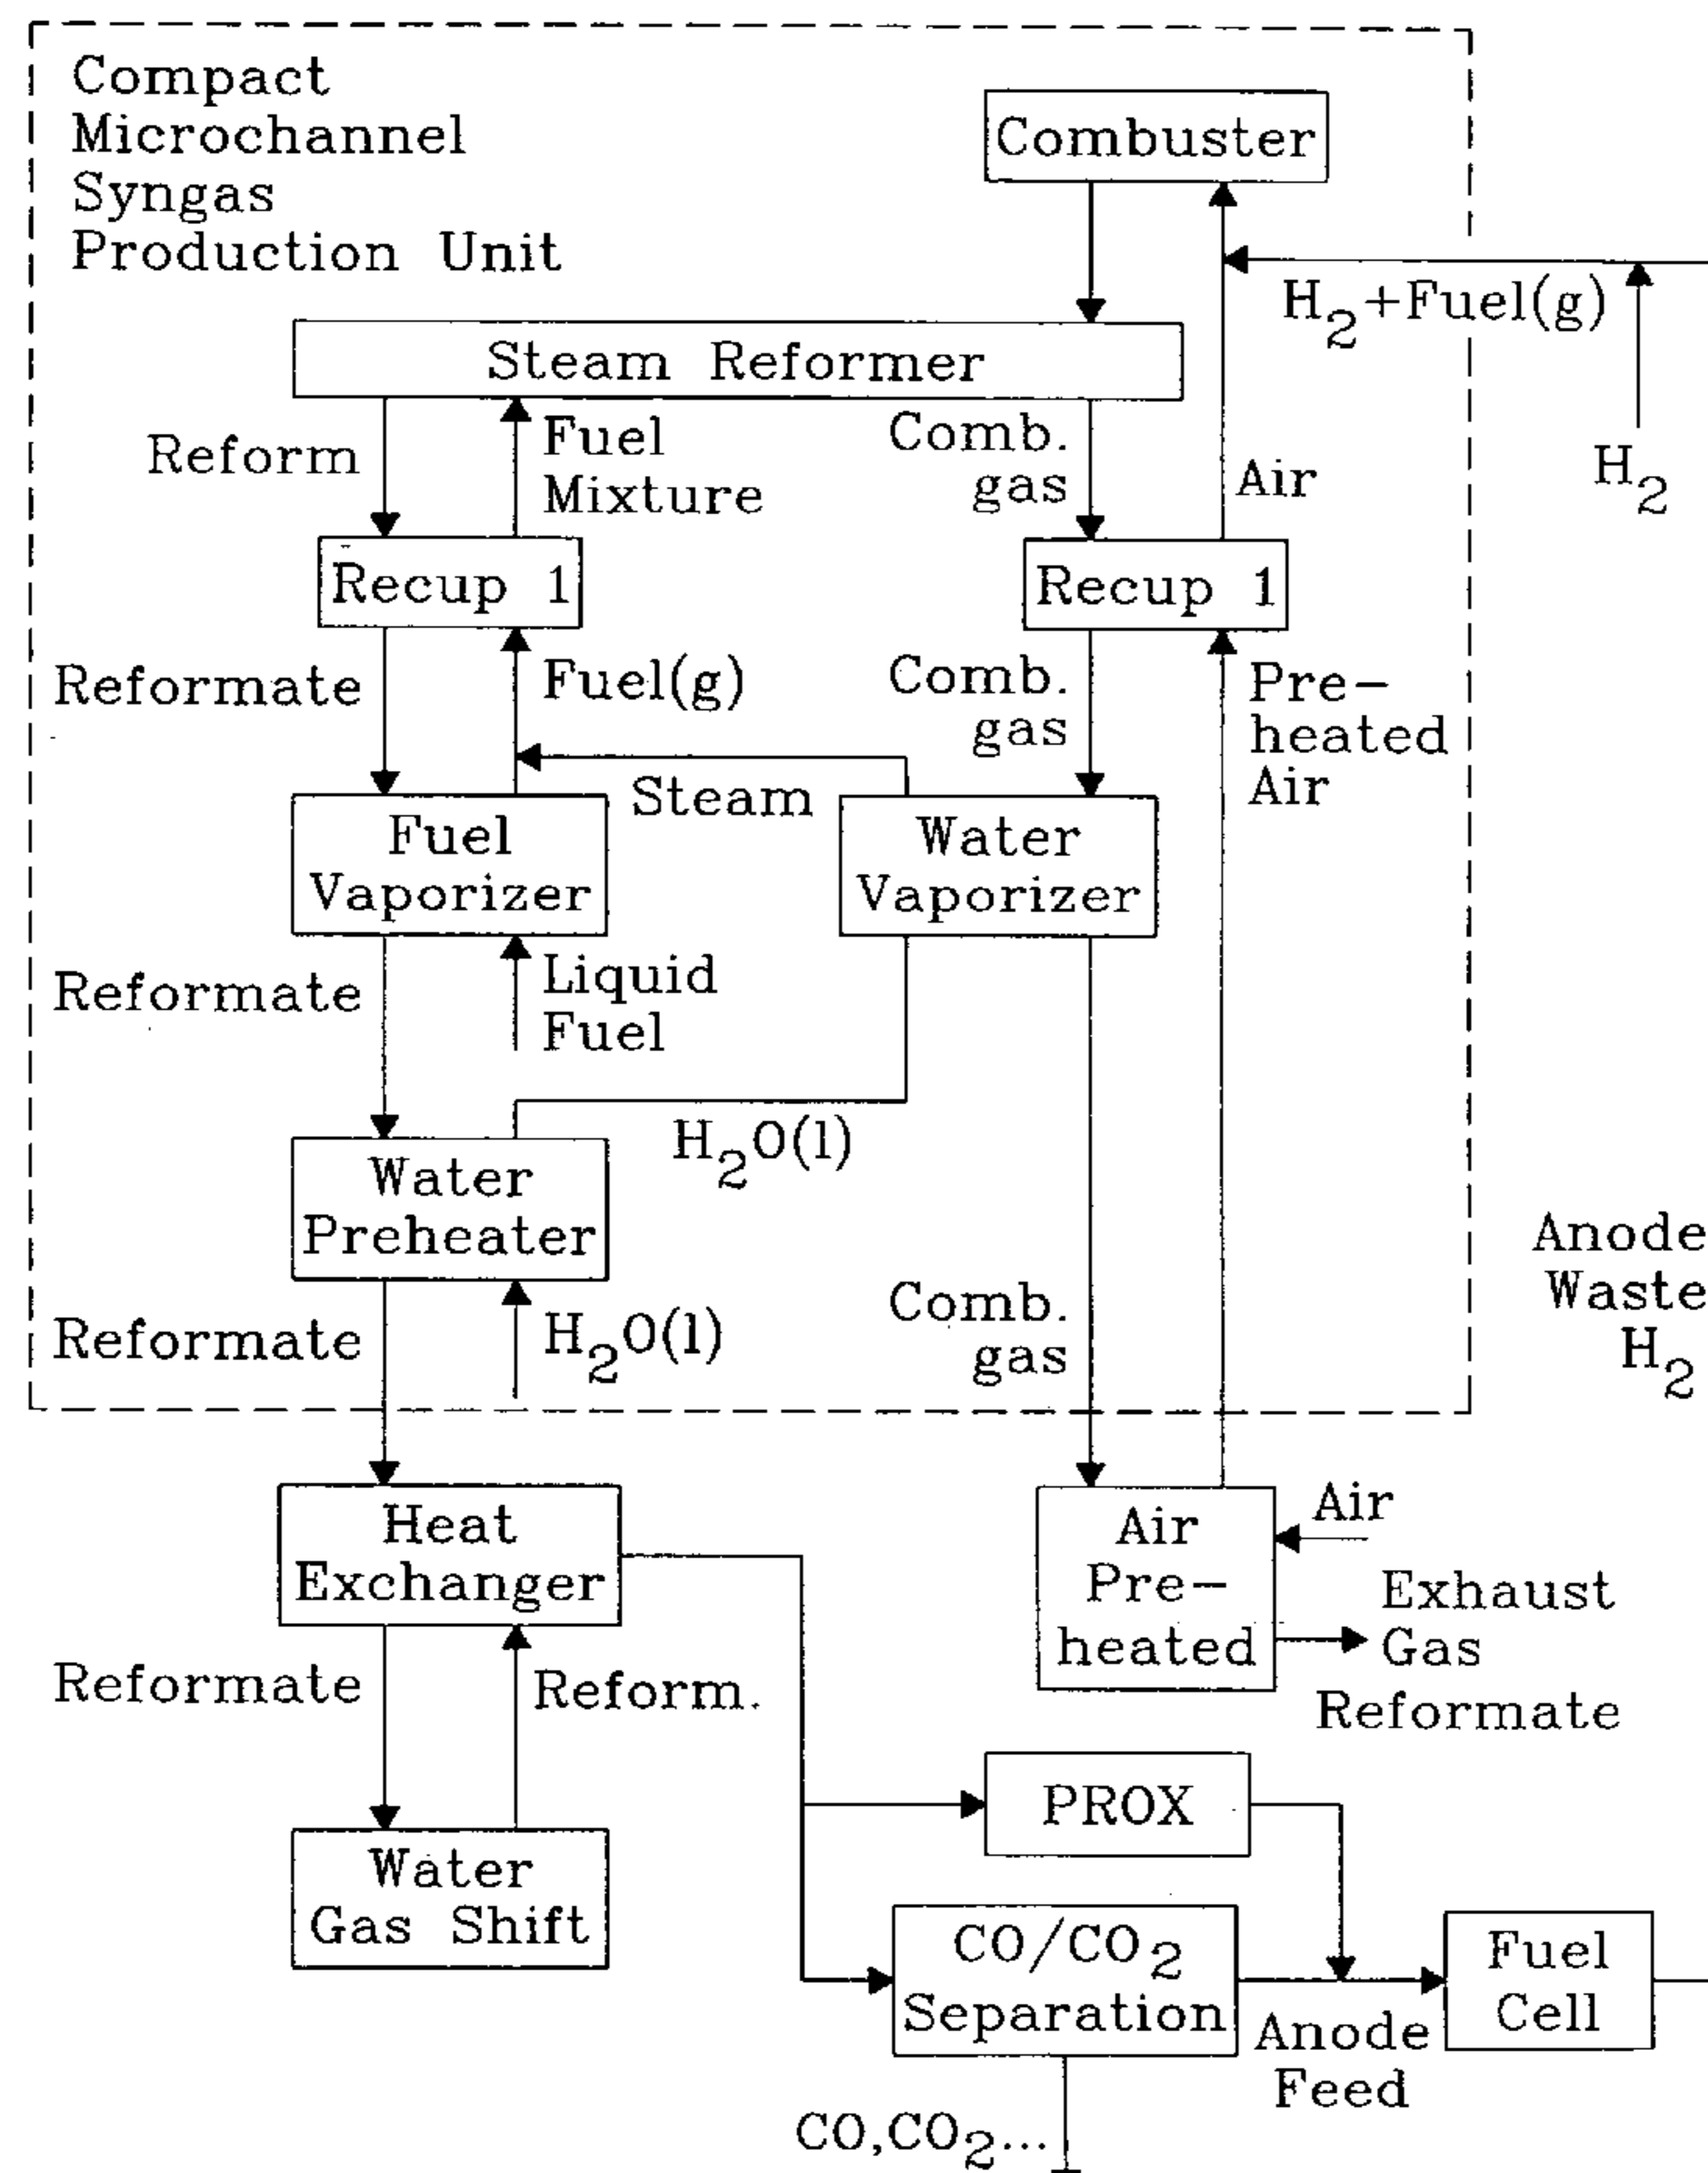 Compact
Microchannel
Syngas
Production Unit
Combuster
H2+Fuel(g)
H2
Steam Reformer
Reform
Fuel
Mixture
Comb.
gas
Air
Recup 1
Recup 1
Reformate
Fuel(g)
Comb.
gas
Pre-
heated
Air
Steam
Fuel
Vaporizer
Water
Vaporizer
Reformate
Liquid
Fuel
H2O(l)
Water
Preheater
Anode
Waste
H2
Reformate
H2O(l)
Comb.
gas
Heat
Exchanger
Air
Pre-
heated
Air
Exhaust
Gas
Reformate
Reform.
Reformate
PROX
Water
Gas Shift
CO/CO2
Separation
Fuel
Cell
Anode
Feed
CO,CO2...